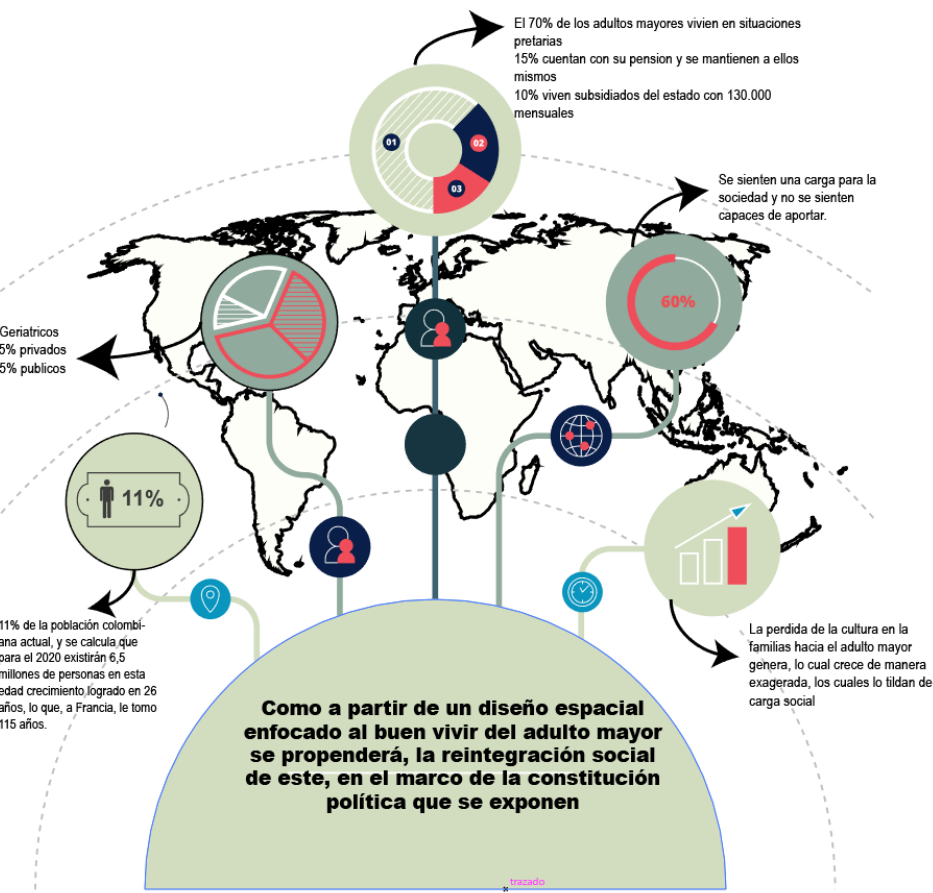 El 70% de los adultos mayores vivien en situaciones
pretarias
15% cuentan con su pension y se mantienen a ellos
mismos
10% viven subsidiados del estado con 130.000
mensuales
01
02
03
Se sienten una carga para la
sociedad y no se sienten
capaces de aportar.
60%
Geriatricos
5% privados
5% publicos
11%
11% de la población colombi-
ana actual, y se calcula que
para el 2020 existirán 6,5
millones de personas en esta
edad crecimiento logrado en 26
años, lo que, a Francia, le tomo
115 años.
La perdida de la cultura en la
familias hacia el adulto mayor
genera, lo cual crece de manera
exagerada, los cuales lo tildan de
carga social
Como a partir de un diseño espacial
enfocado al buen vivir del adulto mayor
se propenderá, la reintegración social
de este, en el marco de la constitución
política que se exponen
trazado